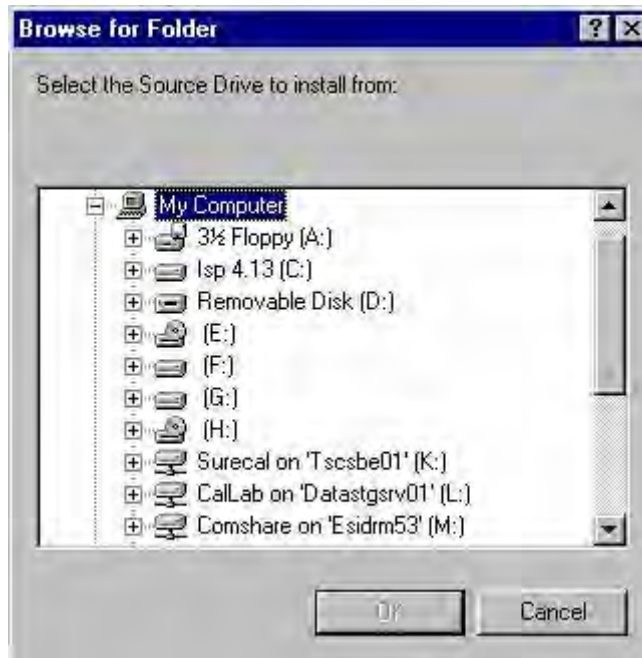 Browse for Folder
Select the Source Drive to install from:
My Computer
3½ Floppy (A:)
Isp 4.13 (C:)
Removable Disk (D:)
(E:)
(F:)
(G:)
(H:)
Surecal on 'Tscsbe01' (K:)
CalLab on 'Datastgsrv01' (L:)
Comshare on 'Esidrm53' (M:)
OK
Cancel